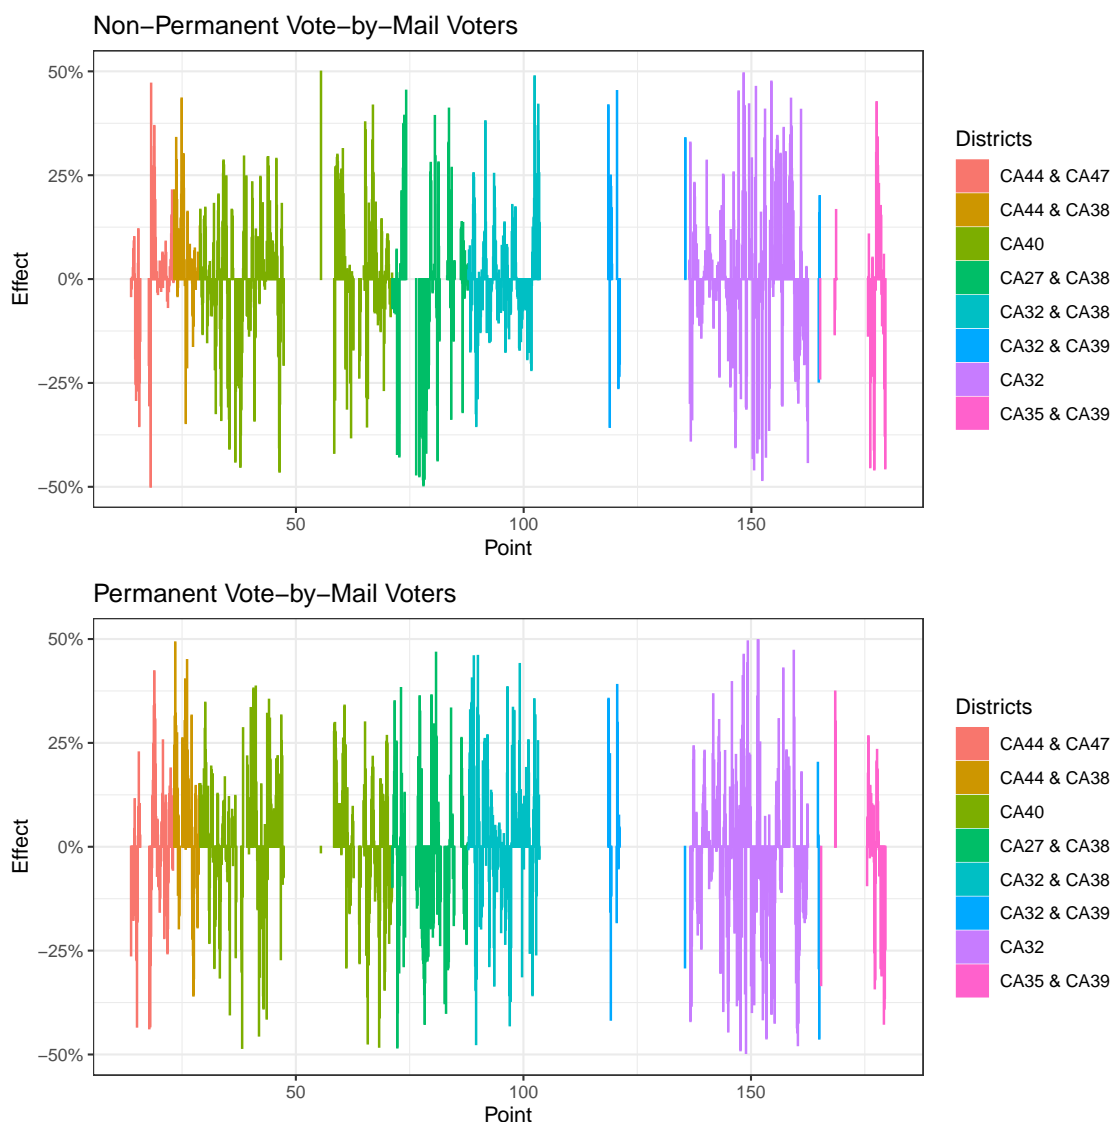 Non−Permanent Vote−by−Mail Voters
50%
25%
0%
−25%
−50%
Effect
50
100
150
Point
Districts
CA44 & CA47
CA44 & CA38
CA40
CA27 & CA38
CA32 & CA38
CA32 & CA39
CA32
CA35 & CA39
Permanent Vote−by−Mail Voters
50%
25%
0%
−25%
−50%
Effect
50
100
150
Point
Districts
CA44 & CA47
CA44 & CA38
CA40
CA27 & CA38
CA32 & CA38
CA32 & CA39
CA32
CA35 & CA39